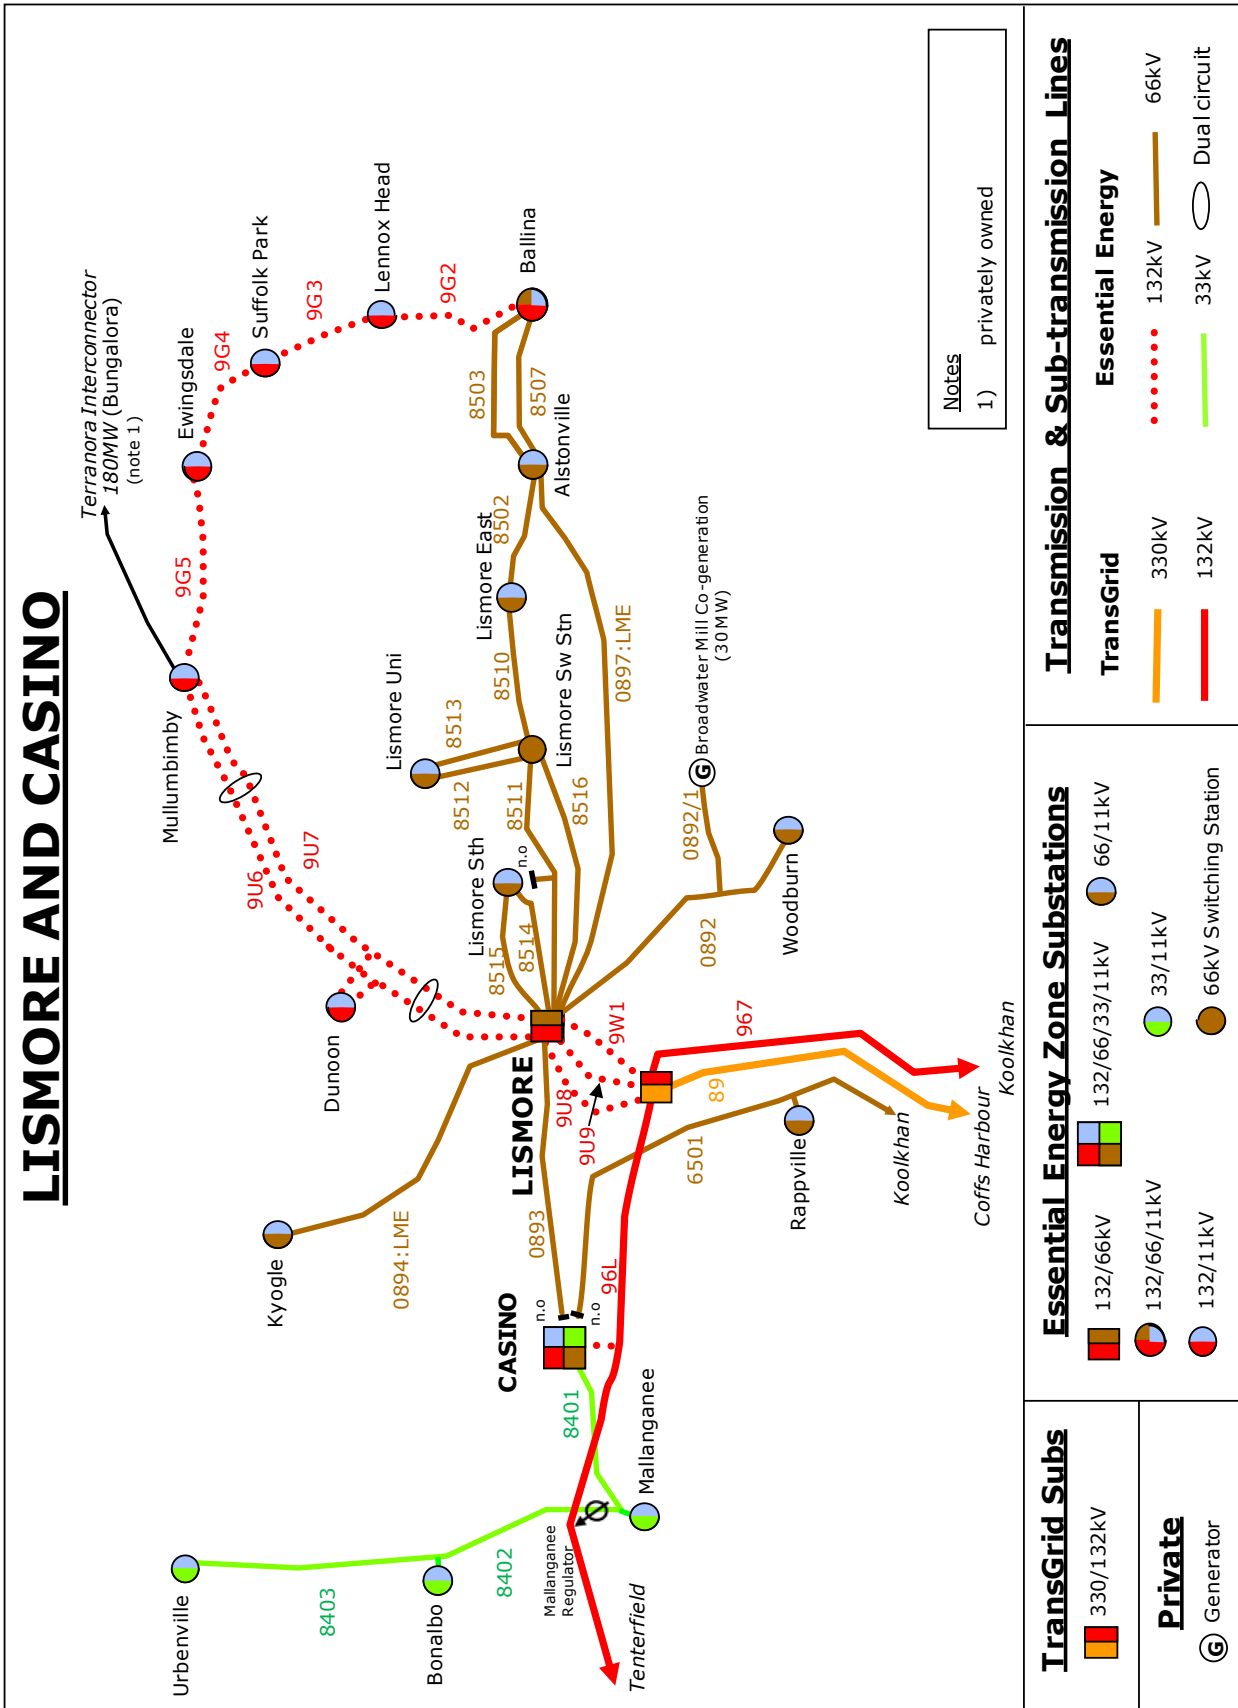 LISMORE AND CASINO
Terranora Interconnector
180MW (Bungalora)
(note 1)
Mullumbimby
9G5
Ewingsdale
9G4
Suffolk Park
9G3
Lennox Head
9G2
Ballina
9U6
9U7
Dunoon
Lismore Uni
8513
8512
Lismore Sth
n.o
8515
8514
8511
8516
Lismore Sw Stn
8510
Lismore East
8502
Alstonville
8503
8507
0897:LME
Broadwater Mill Co-generation
(30MW)
G
0892/1
0892
Woodburn
Kyogle
0894:LME
LISMORE
0893
9U8
9U9
9W1
967
89
6501
Rappville
Koolkhan
Coffs Harbour
Koolkhan
CASINO
n.o
n.o
96L
8401
Mallanganee
Mallanganee
Regulator
Tenterfield
8402
8403
Bonalbo
Urbenville
Notes
1) privately owned
TransGrid Subs
330/132kV
Private
G Generator
Essential Energy Zone Substations
132/66kV
132/66/33/11kV
66/11kV
132/66/11kV
33/11kV
132/11kV
66kV Switching Station
Transmission & Sub-transmission Lines
TransGrid
Essential Energy
330kV
132kV
66kV
132kV
33kV
Dual circuit